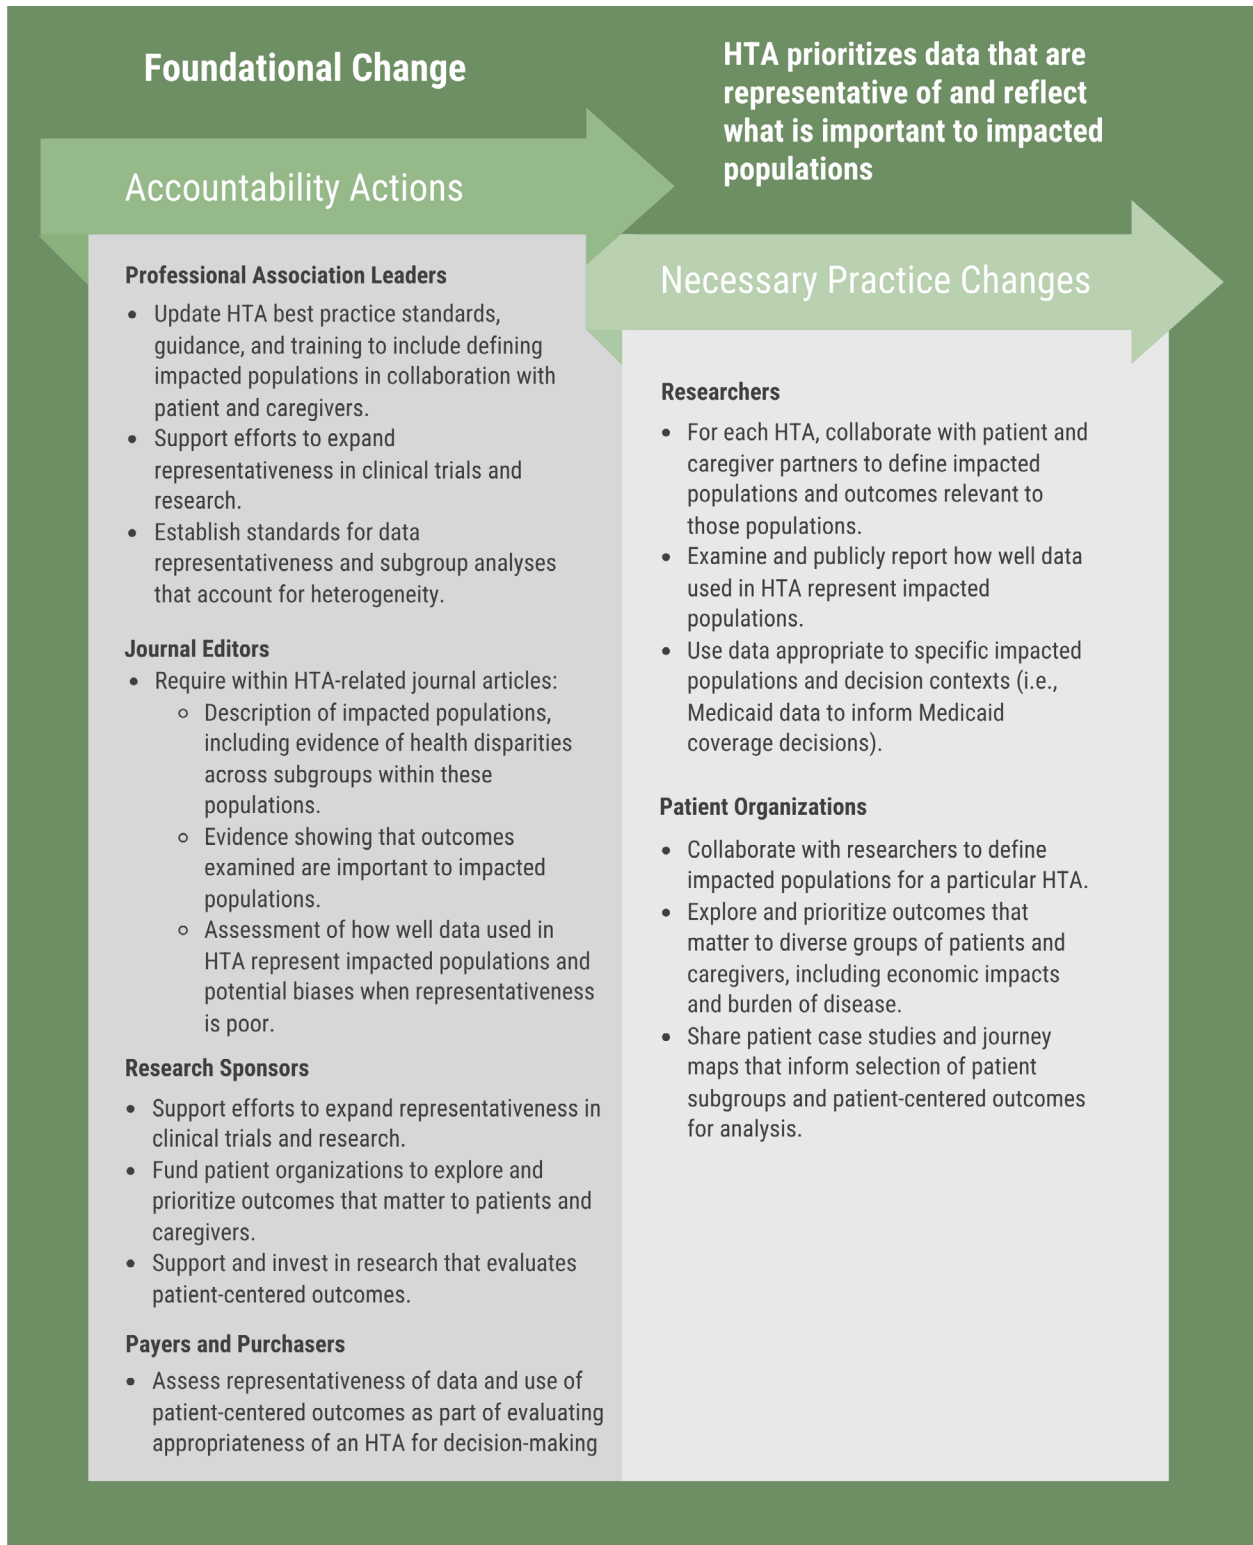 Foundational Change
HTA prioritizes data that are
representative of and reflect
what is important to impacted
populations
Accountability Actions
Professional Association Leaders
• Update HTA best practice standards,
guidance, and training to include defining
impacted populations in collaboration with
patient and caregivers.
• Support efforts to expand
representativeness in clinical trials and
research.
• Establish standards for data
representativeness and subgroup analyses
that account for heterogeneity.
Journal Editors
• Require within HTA-related journal articles:
○ Description of impacted populations,
including evidence of health disparities
across subgroups within these
populations.
○ Evidence showing that outcomes
examined are important to impacted
populations.
○ Assessment of how well data used in
HTA represent impacted populations and
potential biases when representativeness
is poor.
Research Sponsors
• Support efforts to expand representativeness in
clinical trials and research.
• Fund patient organizations to explore and
prioritize outcomes that matter to patients and
caregivers.
• Support and invest in research that evaluates
patient-centered outcomes.
Payers and Purchasers
• Assess representativeness of data and use of
patient-centered outcomes as part of evaluating
appropriateness of an HTA for decision-making
Necessary Practice Changes
Researchers
• For each HTA, collaborate with patient and
caregiver partners to define impacted
populations and outcomes relevant to
those populations.
• Examine and publicly report how well data
used in HTA represent impacted
populations.
• Use data appropriate to specific impacted
populations and decision contexts (i.e.,
Medicaid data to inform Medicaid
coverage decisions).
Patient Organizations
• Collaborate with researchers to define
impacted populations for a particular HTA.
• Explore and prioritize outcomes that
matter to diverse groups of patients and
caregivers, including economic impacts
and burden of disease.
• Share patient case studies and journey
maps that inform selection of patient
subgroups and patient-centered outcomes
for analysis.